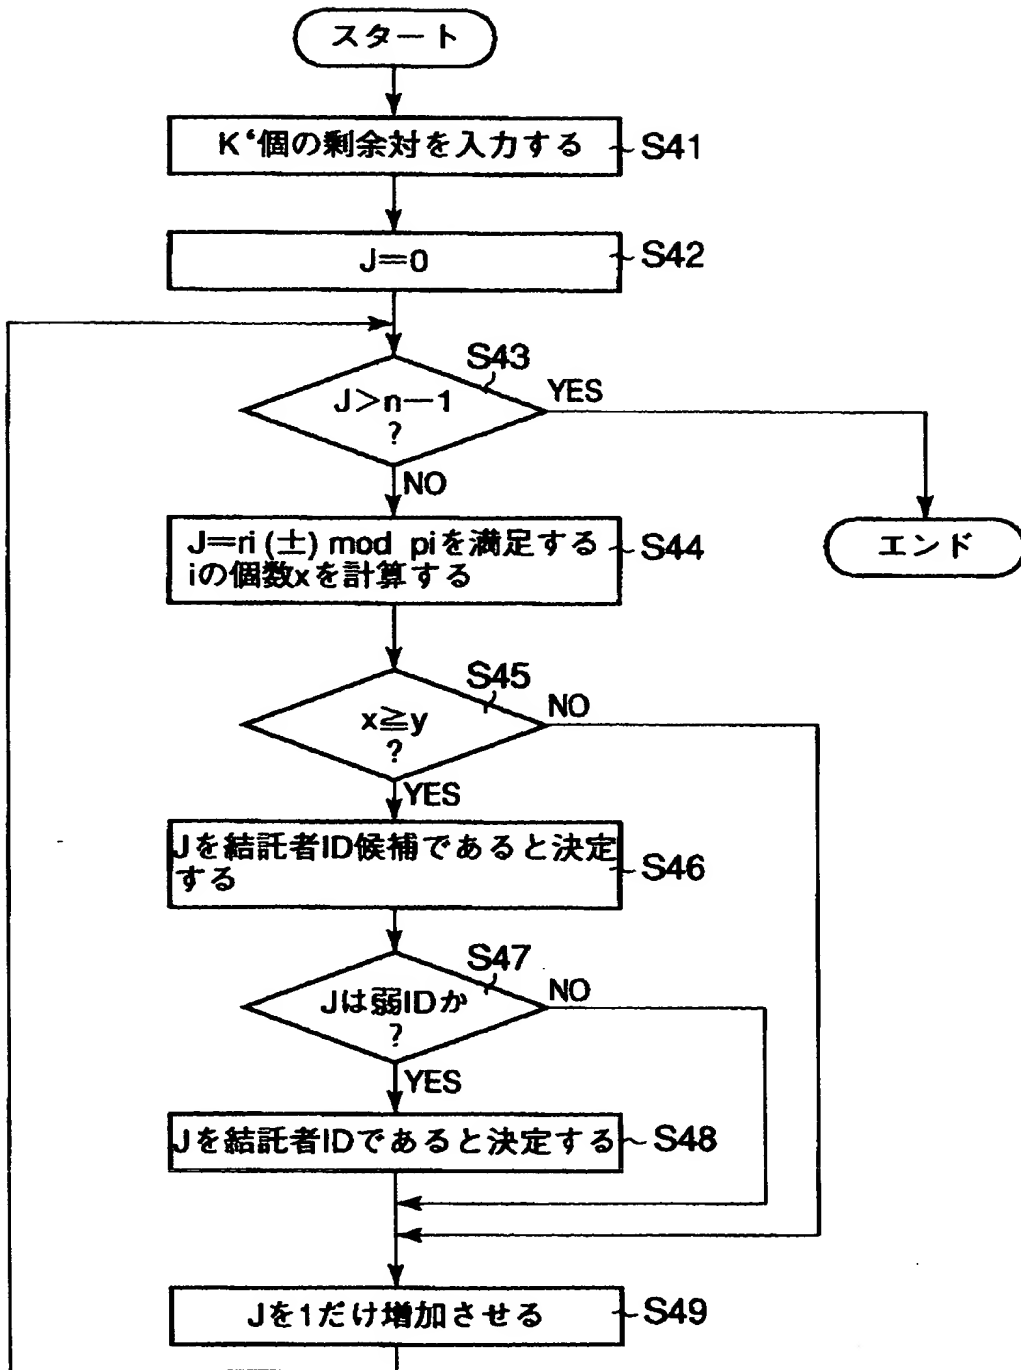 スタート
K‘個の剰余対を入力する
S41
J=0
S42
S43
J>n-1
?
YES
NO
エンド
J=ri (±) mod pi を満足する
iの個数xを計算する
S44
S45
x≧y
?
NO
YES
Jを結託者ID候補であると決定
する
S46
S47
Jは弱IDか
?
NO
YES
Jを結託者IDであると決定する
S48
Jを1だけ増加させる
S49